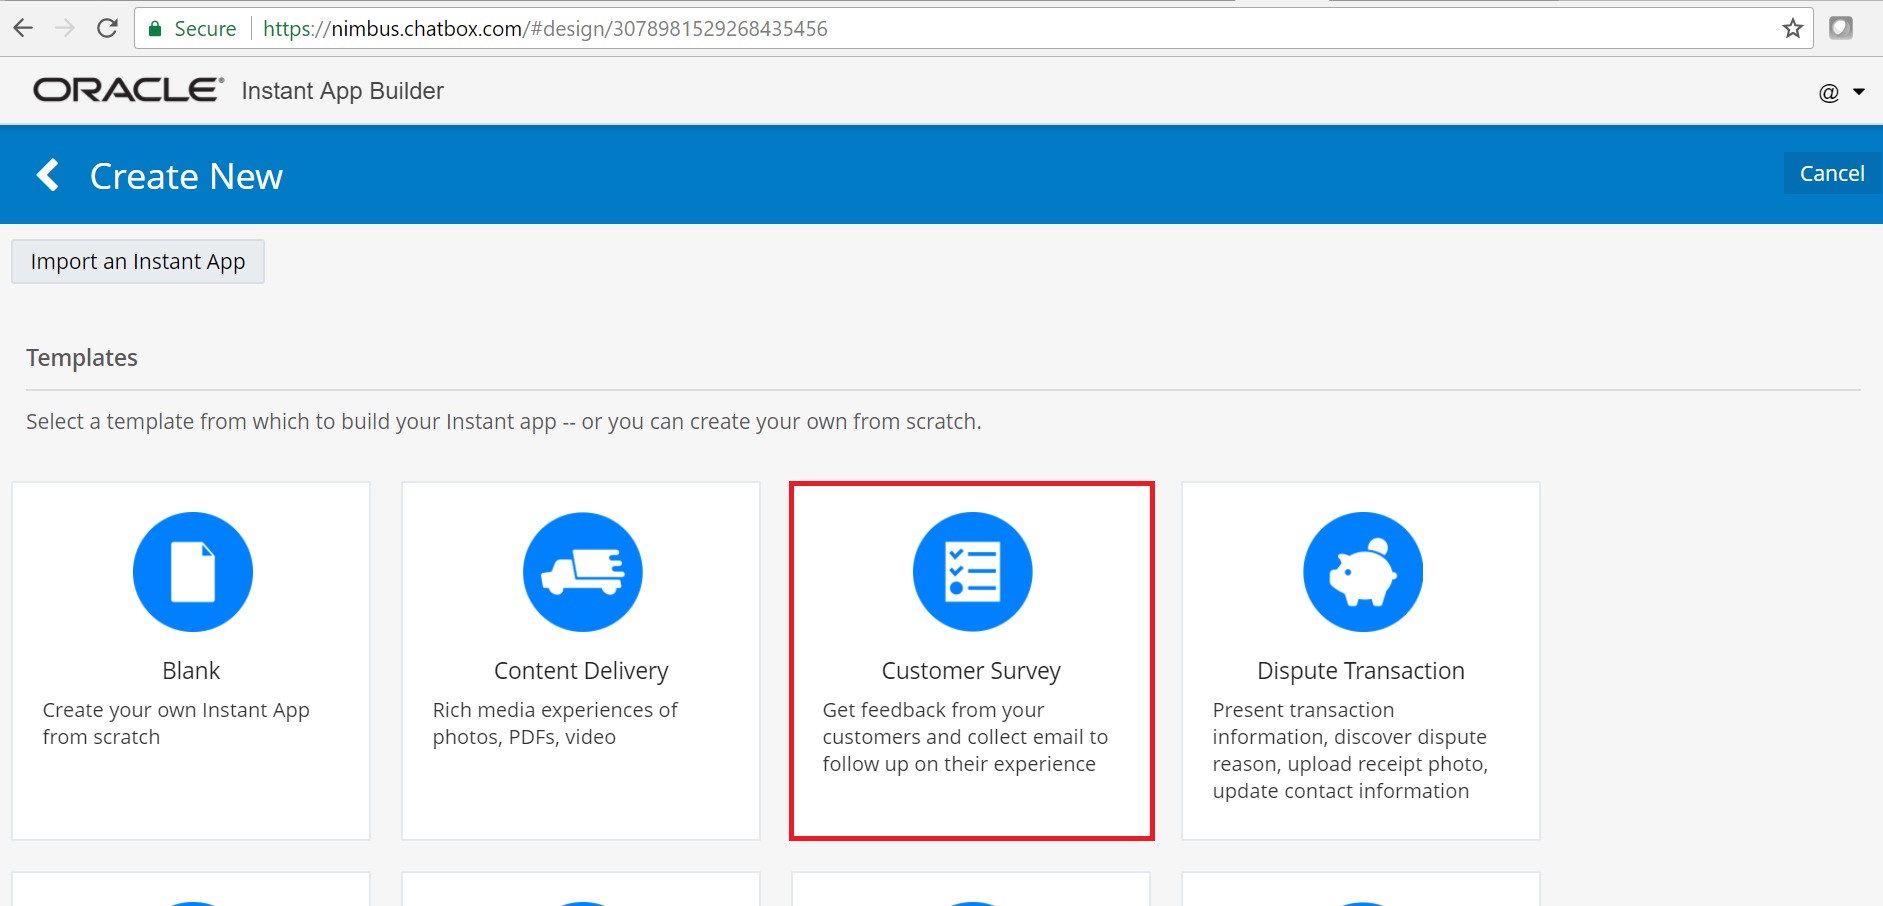 Secure https://nimbus.chatbox.com/#design/3078981529268435456
ORACLE® Instant App Builder
@
Create New
Cancel
Import an Instant App
Templates
Select a template from which to build your Instant app -- or you can create your own from scratch.
Blank
Create your own Instant App
from scratch
Content Delivery
Rich media experiences of
photos, PDFs, video
Customer Survey
Get feedback from your
customers and collect email to
follow up on their experience
Dispute Transaction
Present transaction
information, discover dispute
reason, upload receipt photo,
update contact information